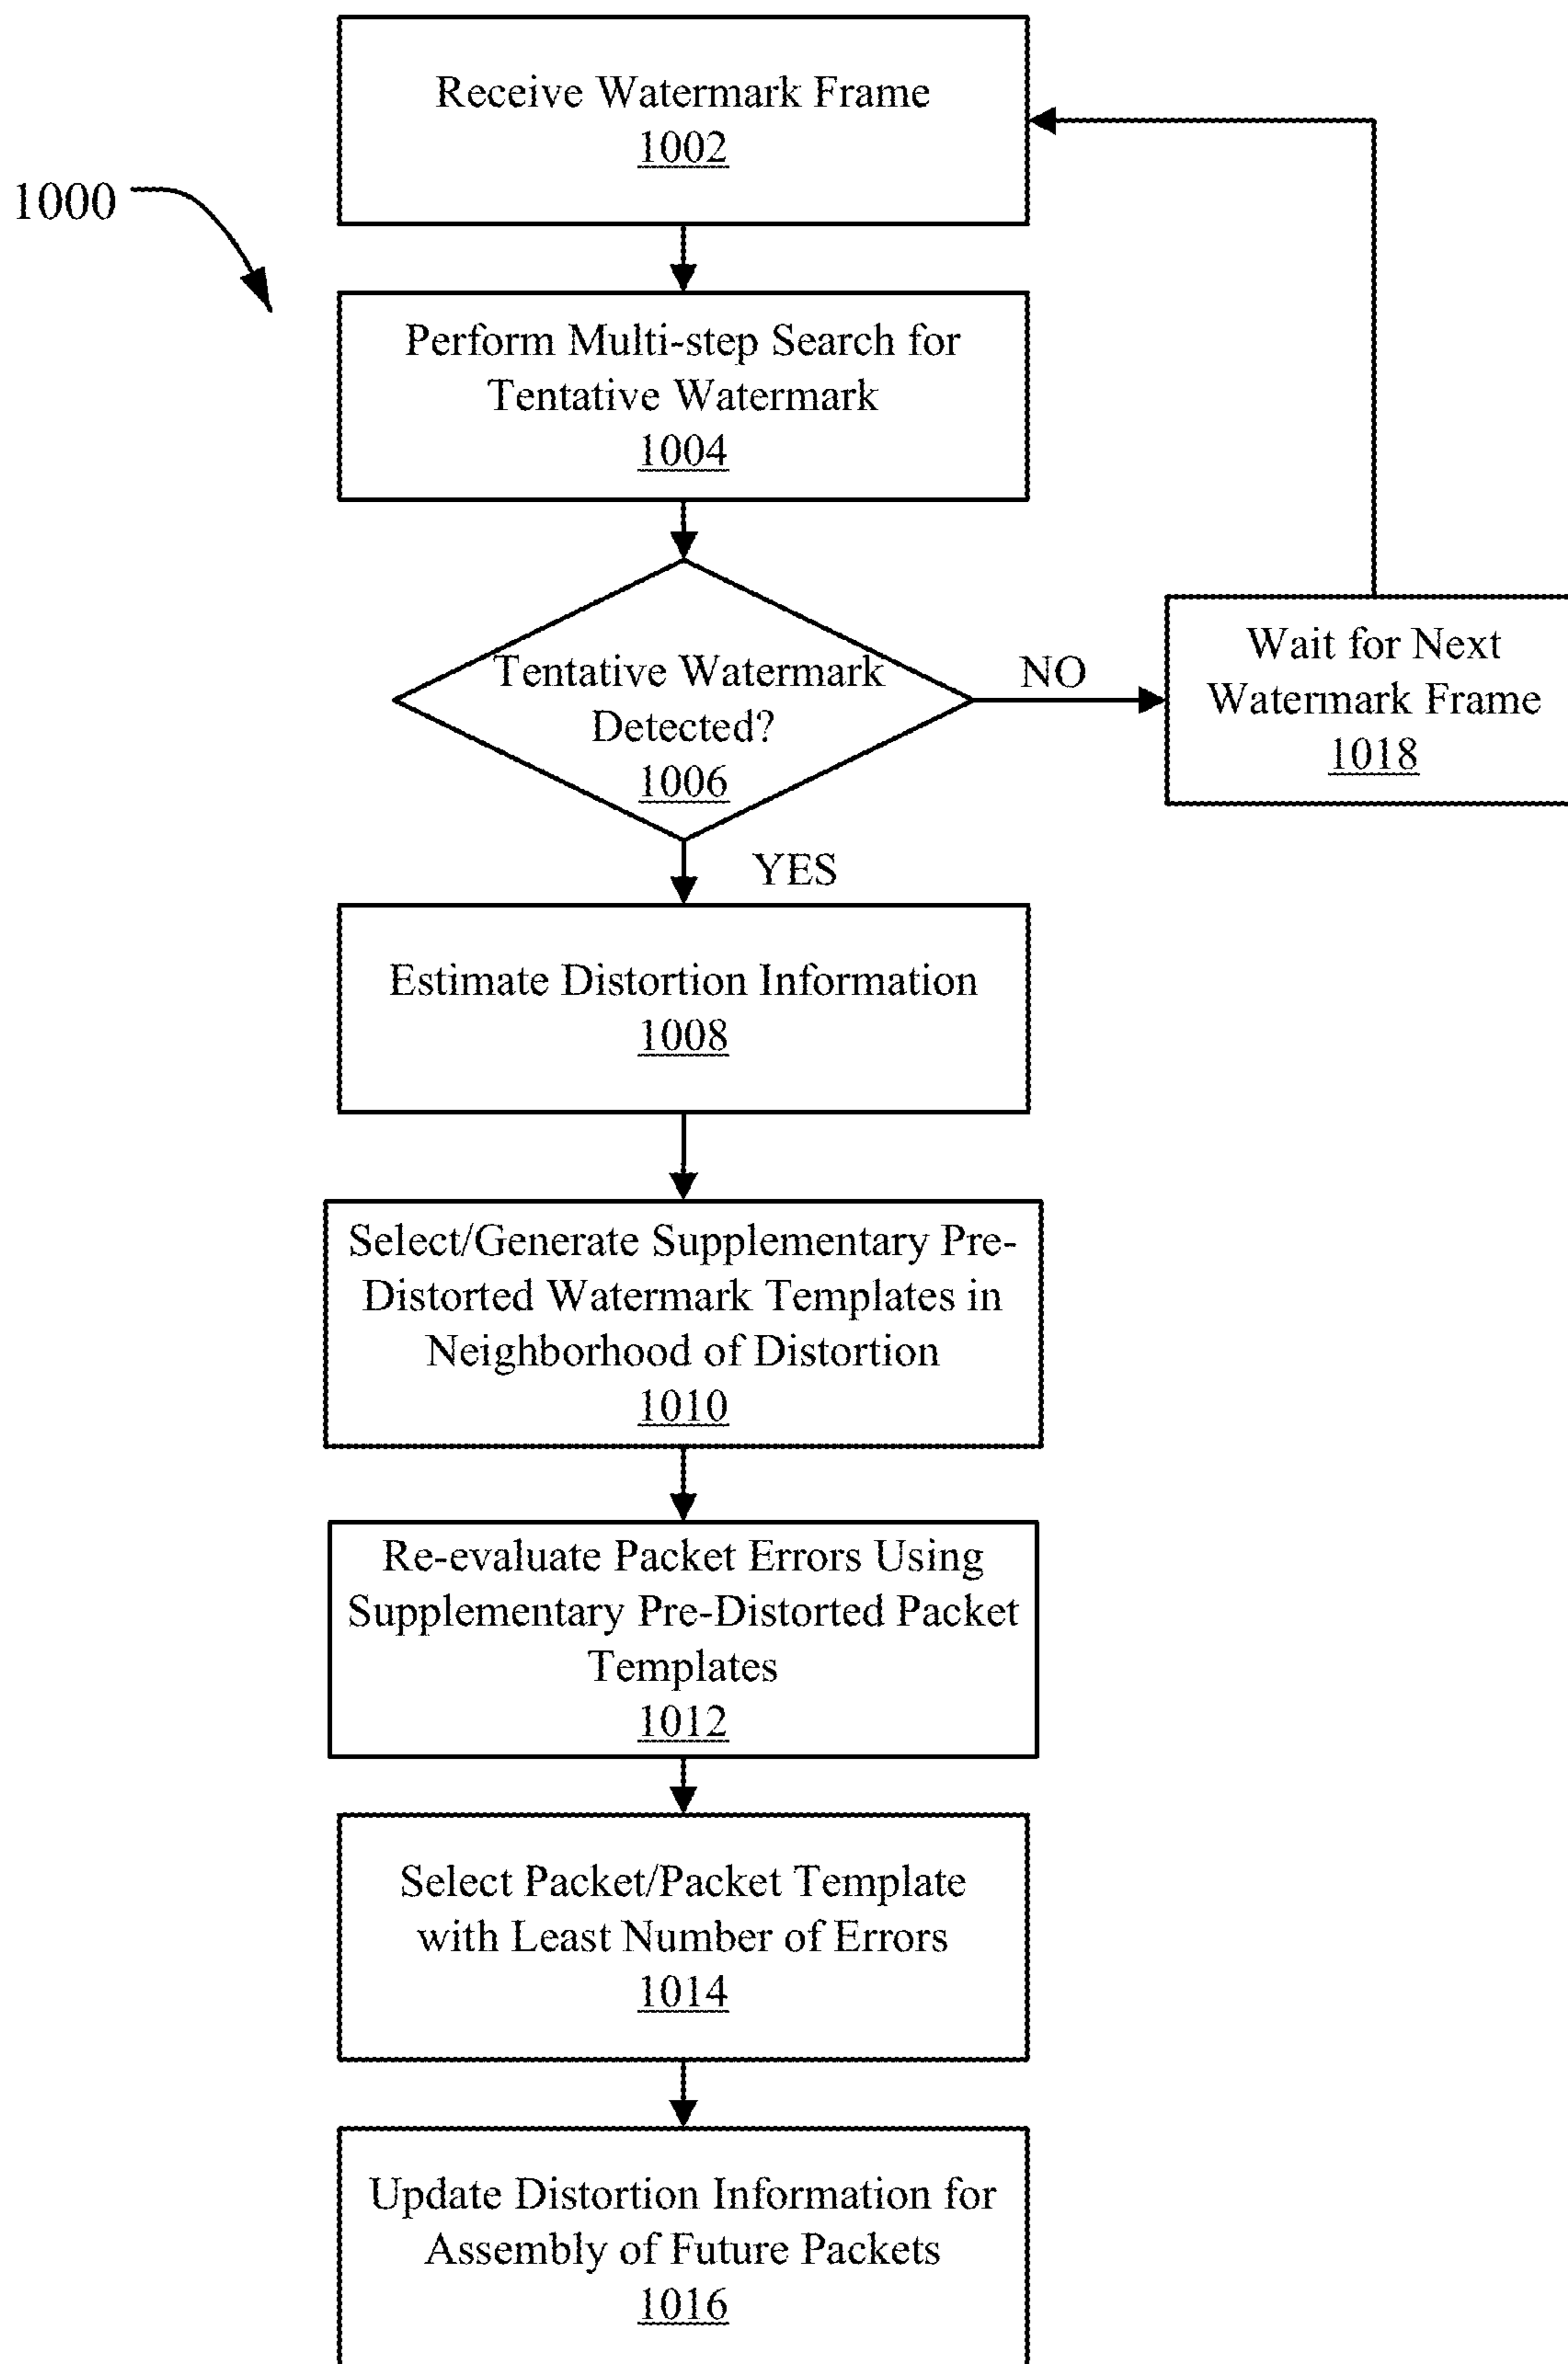 Receive Watermark Frame
1002
1000
Perform Multi-step Search for
Tentative Watermark
1004
Tentative Watermark
Detected?
1006
NO
Wait for Next
Watermark Frame
1018
YES
Estimate Distortion Information
1008
Select/Generate Supplementary Pre-
Distorted Watermark Templates in
Neighborhood of Distortion
1010
Re-evaluate Packet Errors Using
Supplementary Pre-Distorted Packet
Templates
1012
Select Packet/Packet Template
with Least Number of Errors
1014
Update Distortion Information for
Assembly of Future Packets
1016